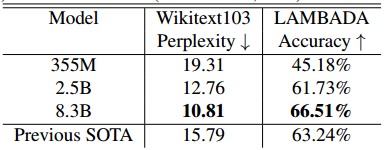 Model Wikitext103 LAMBADA
Perplexity ↓ Accuracy ↑
355M 19.31 45.18%
2.5B 12.76 61.73%
8.3B 10.81 66.51%
Previous SOTA 15.79 63.24%